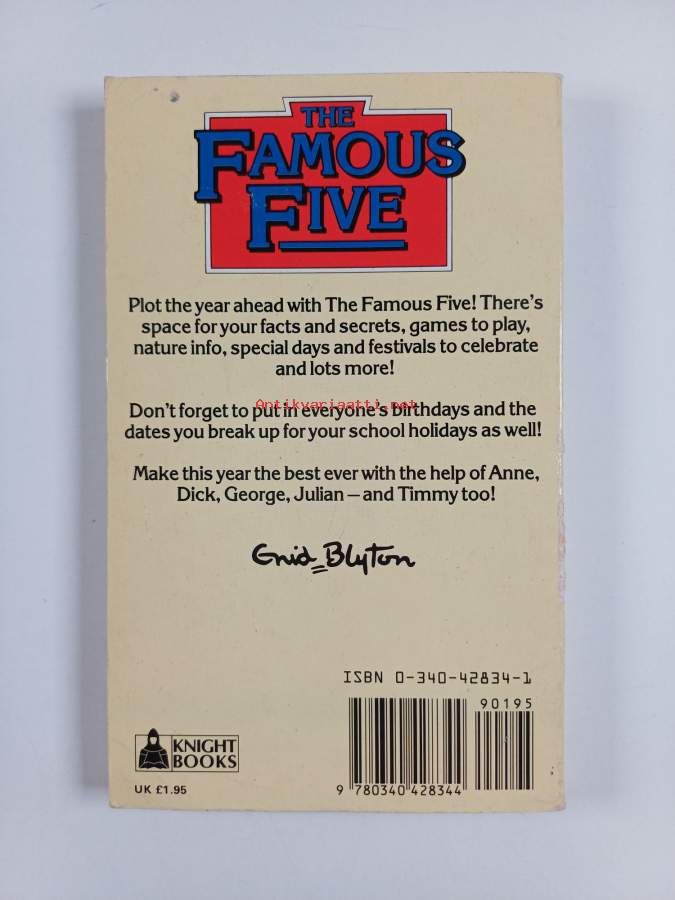 THE
FAMOUS
FIVE
Plot the year ahead with The Famous Five! There's
space for your facts and secrets, games to play,
nature info, special days and festivals to celebrate
and lots more!
Antikvariaatti.net
Don't forget to put in everyone's birthdays and the
dates you break up for your school holidays as well!
Make this year the best ever with the help of Anne,
Dick, George, Julian – and Timmy too!
Enid Blyton
ISBN 0-340-42834-1
90195
KNIGHT
BOOKS
UK £1.95
9 780340 428344